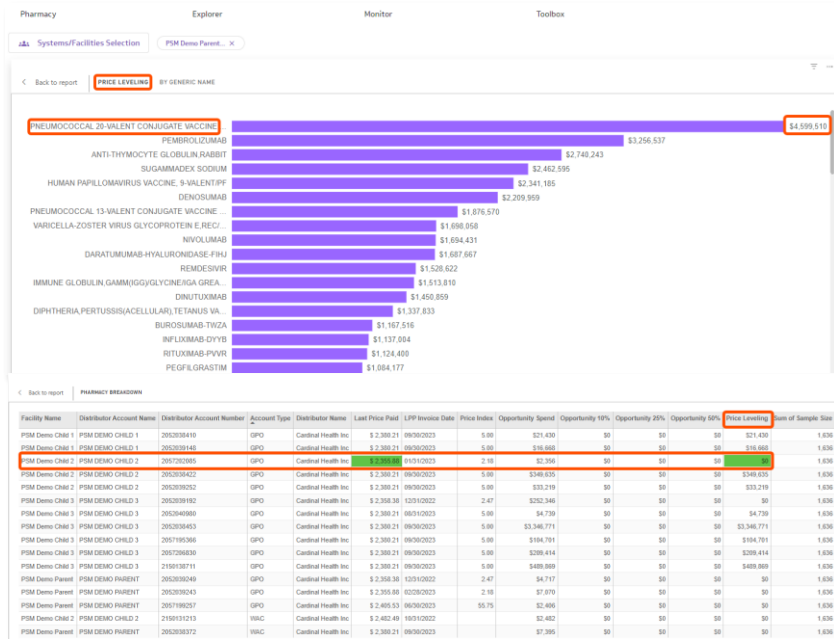 Pharmacy Explorer Monitor Toolbox
Systems/Facilities Selection PSM Demo Parent... ×
< Back to report PRICE LEVELING BY GENERIC NAME
PNEUMOCOCCAL 20-VALENT CONJUGATE VACCINE,... $4,599,510
PEMBROLIZUMAB $3,256,537
ANTI-THYMOCYTE GLOBULIN,RABBIT $2,740,243
SUGAMMADEX SODIUM $2,462,595
HUMAN PAPILLOMAVIRUS VACCINE, 9-VALENT/PF $2,341,185
DENOSUMAB $2,209,959
PNEUMOCOCCAL 13-VALENT CONJUGATE VACCINE ... $1,876,570
VARICELLA-ZOSTER VIRUS GLYCOPROTEIN E,REC/... $1,698,058
NIVOLUMAB $1,694,431
DARATUMUMAB-HYALURONIDASE-FIHJ $1,687,667
REMDESIVIR $1,528,622
IMMUNE GLOBULIN,GAMM(IGG)/GLYCINE/IGA GREA... $1,513,810
DINUTUXIMAB $1,450,859
DIPHTHERIA,PERTUSSIS(ACELLULAR),TETANUS VA... $1,337,833
BUROSUMAB-TWZA $1,167,516
INFLIXIMAB-DYYB $1,137,004
RITUXIMAB-PVVR $1,124,400
PEGFILGRASTIM $1,084,177
< Back to report PHARMACY BREAKDOWN
Facility Name Distributor Account Name Distributor Account Number Account Type Distributor Name Last Price Paid LPP Invoice Date Price Index Opportunity Spend Opportunity 10% Opportunity 25% Opportunity 50% Price Leveling Sum of Sample Size
PSM Demo Child 1 PSM DEMO CHILD 1 2052038410 GPO Cardinal Health Inc $ 2,380.21 09/30/2023 5.00 $21,430 $0 $0 $0 $21,430 1,636
PSM Demo Child 1 PSM DEMO CHILD 1 2052039148 GPO Cardinal Health Inc $ 2,380.21 09/30/2023 5.00 $16,668 $0 $0 $0 $16,668 1,636
PSM Demo Child 2 PSM DEMO CHILD 2 2057202085 GPO Cardinal Health Inc $ 2,355.88 01/31/2023 2.18 $2,356 $0 $0 $0 $0 1,636
PSM Demo Child 2 PSM DEMO CHILD 2 2052038422 GPO Cardinal Health Inc $ 2,380.21 09/30/2023 5.00 $349,635 $0 $0 $0 $349,635 1,636
PSM Demo Child 2 PSM DEMO CHILD 2 2052039252 GPO Cardinal Health Inc $ 2,380.21 09/30/2023 5.00 $33,219 $0 $0 $0 $33,219 1,636
PSM Demo Child 3 PSM DEMO CHILD 3 2052039192 GPO Cardinal Health Inc $ 2,358.38 12/31/2022 2.47 $252,346 $0 $0 $0 $0 1,636
PSM Demo Child 3 PSM DEMO CHILD 3 2052040980 GPO Cardinal Health Inc $ 2,380.21 08/31/2023 5.00 $4,739 $0 $0 $0 $4,739 1,636
PSM Demo Child 3 PSM DEMO CHILD 3 2052038453 GPO Cardinal Health Inc $ 2,380.21 09/30/2023 5.00 $3,346,771 $0 $0 $0 $3,346,771 1,636
PSM Demo Child 3 PSM DEMO CHILD 3 2057195366 GPO Cardinal Health Inc $ 2,380.21 09/30/2023 5.00 $104,701 $0 $0 $0 $104,701 1,636
PSM Demo Child 3 PSM DEMO CHILD 3 2057206830 GPO Cardinal Health Inc $ 2,380.21 09/30/2023 5.00 $209,414 $0 $0 $0 $209,414 1,636
PSM Demo Child 3 PSM DEMO CHILD 3 2150138711 GPO Cardinal Health Inc $ 2,380.21 09/30/2023 5.00 $489,869 $0 $0 $0 $489,869 1,636
PSM Demo Parent PSM DEMO PARENT 2052039249 GPO Cardinal Health Inc $ 2,358.38 12/31/2022 2.47 $4,717 $0 $0 $0 $0 1,636
PSM Demo Parent PSM DEMO PARENT 2052039243 GPO Cardinal Health Inc $ 2,355.88 02/28/2023 2.18 $7,070 $0 $0 $0 $0 1,636
PSM Demo Parent PSM DEMO PARENT 2057199257 GPO Cardinal Health Inc $ 2,405.53 06/30/2023 55.75 $2,406 $0 $0 $0 $0 1,636
PSM Demo Child 2 PSM DEMO CHILD 2 2150131213 WAC Cardinal Health Inc $ 2,482.49 10/31/2022 $2,482 $0 $0 $0 $0 1,636
PSM Demo Parent PSM DEMO PARENT 2052038372 WAC Cardinal Health Inc $ 2,380.21 09/30/2023 $7,395 $0 $0 $0 $0 1,636